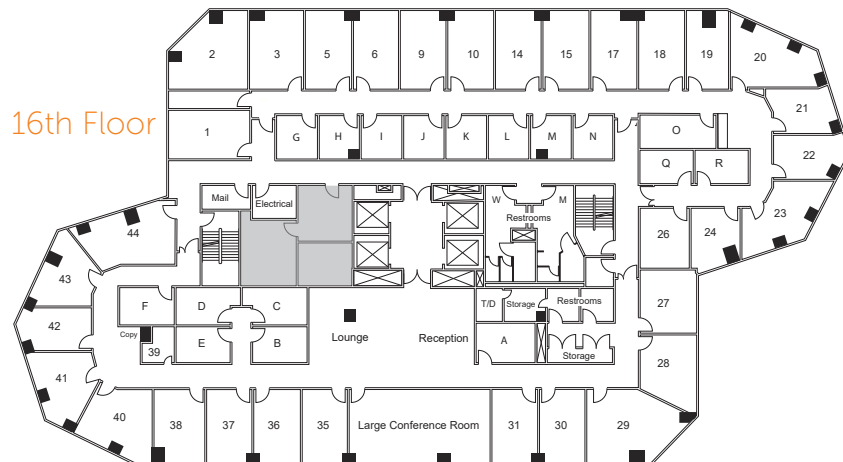 2
3
5
6
9
10
14
15
17
18
19
20
16th Floor
1
G
H
I
J
K
L
M
N
O
21
Q
R
22
Mail
Electrical
W
Restrooms
M
44
23
26
24
43
F
D
C
T/D
Storage
Restrooms
27
42
Copy
39
E
B
Lounge
Reception
A
Storage
28
41
40
38
37
36
35
Large Conference Room
31
30
29